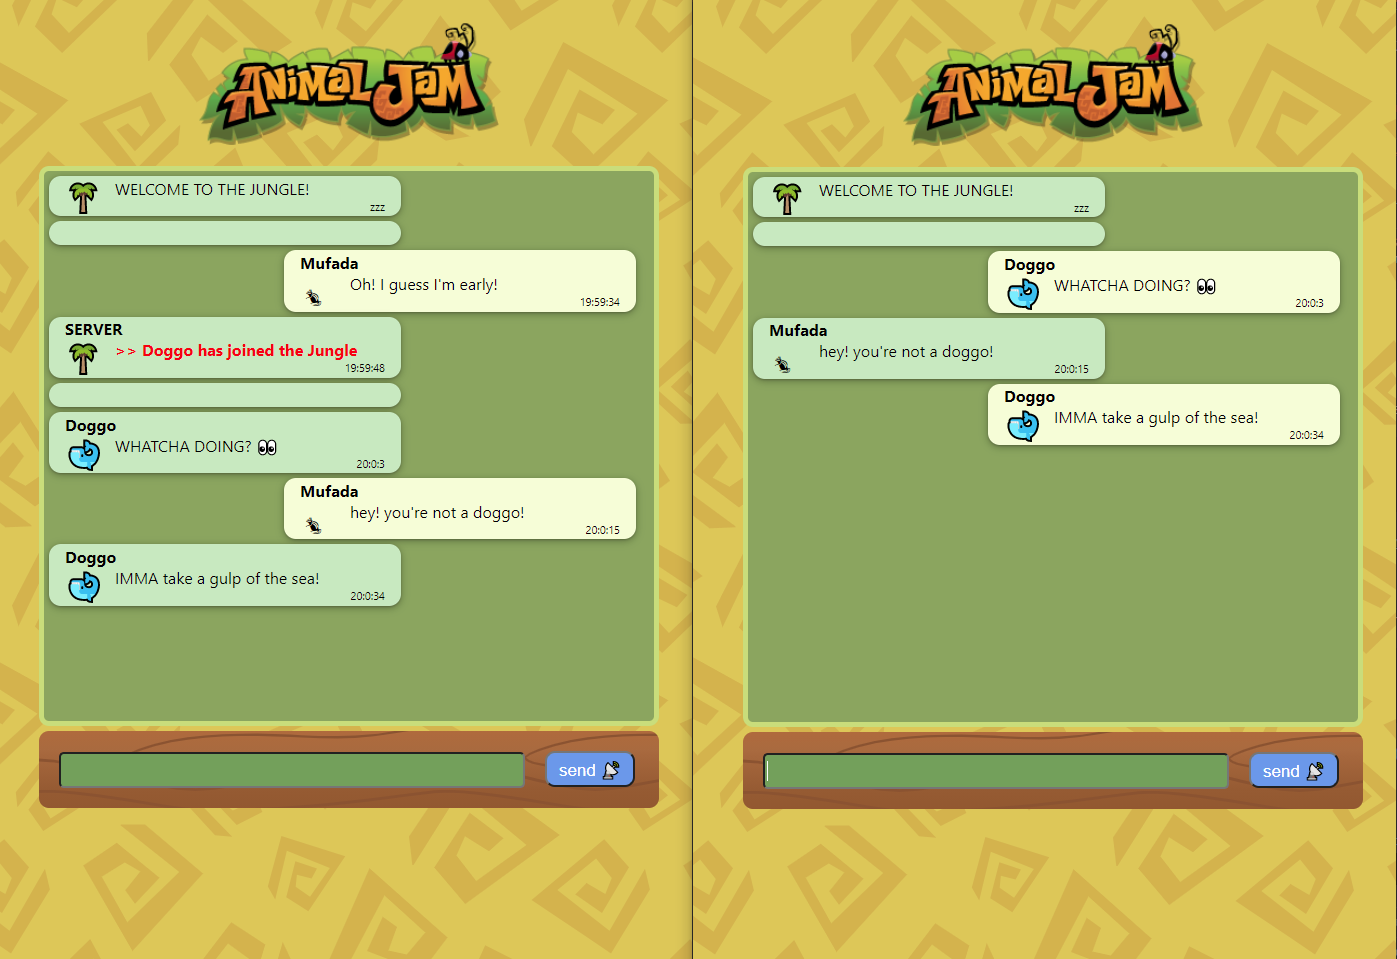 ANIMAL JAM
WELCOME TO THE JUNGLE!
zzz
Mufada
Oh! I guess I'm early!
19:59:34
SERVER
>> Doggo has joined the Jungle
19:59:48
Doggo
WHATCHA DOING? 👀
20:0:3
Mufada
hey! you're not a doggo!
20:0:15
Doggo
IMMA take a gulp of the sea!
20:0:34
send
ANIMAL JAM
WELCOME TO THE JUNGLE!
zzz
Doggo
WHATCHA DOING? 👀
20:0:3
Mufada
hey! you're not a doggo!
20:0:15
Doggo
IMMA take a gulp of the sea!
20:0:34
send